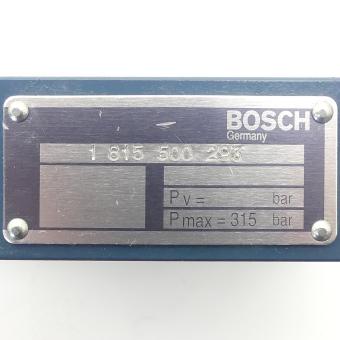 BOSCH
Germany
1 815 500 293
Pv = bar
Pmax = 315 bar